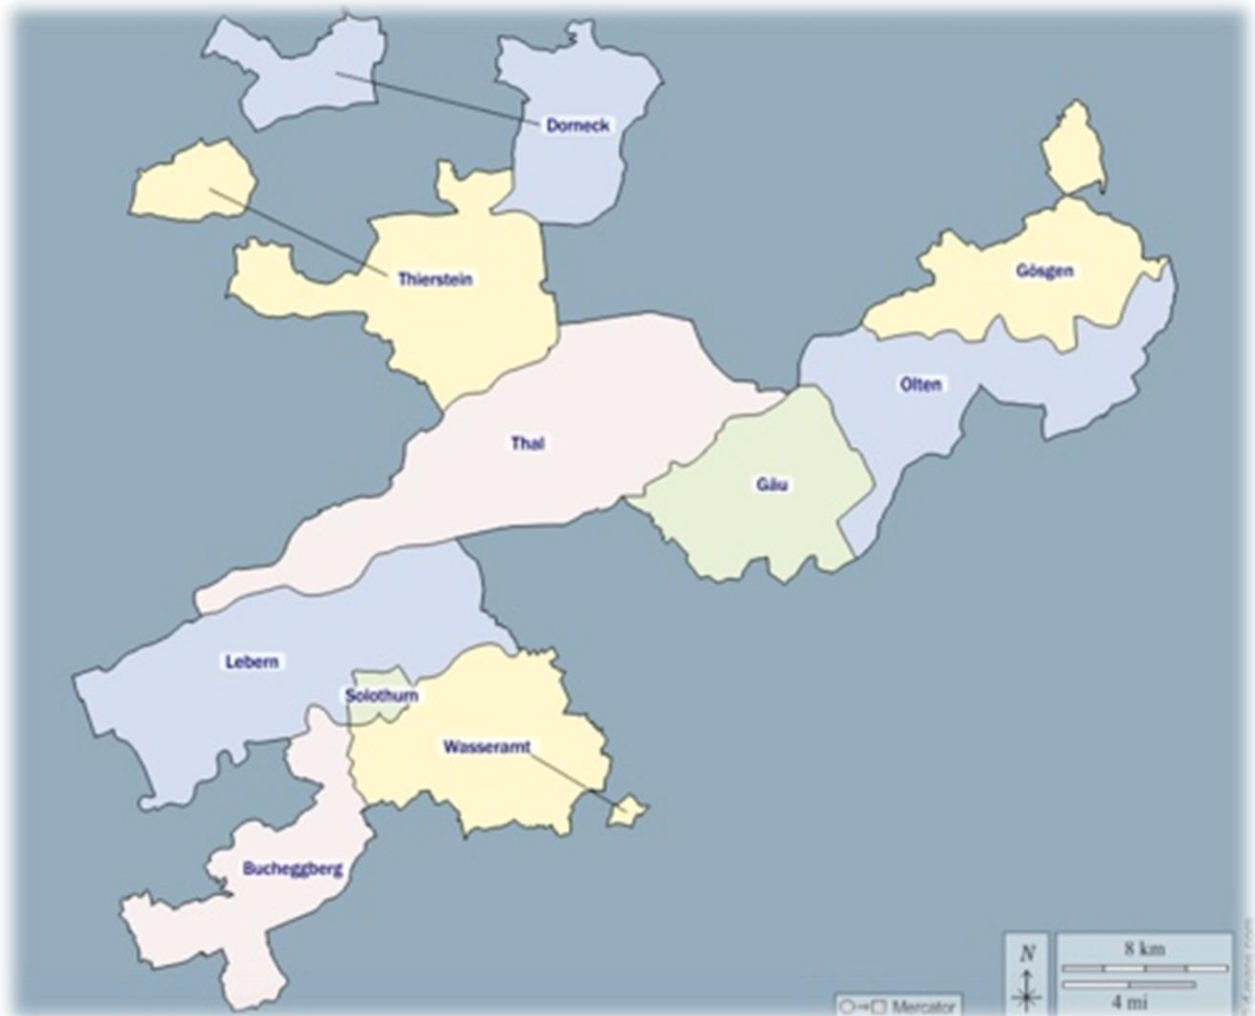 Dorneck
Thierstein
Gösgen
Olten
Thal
Gäu
Lebern
Solothurn
Wasseramt
Bucheggberg
N
8 km
4 mi
Mercator